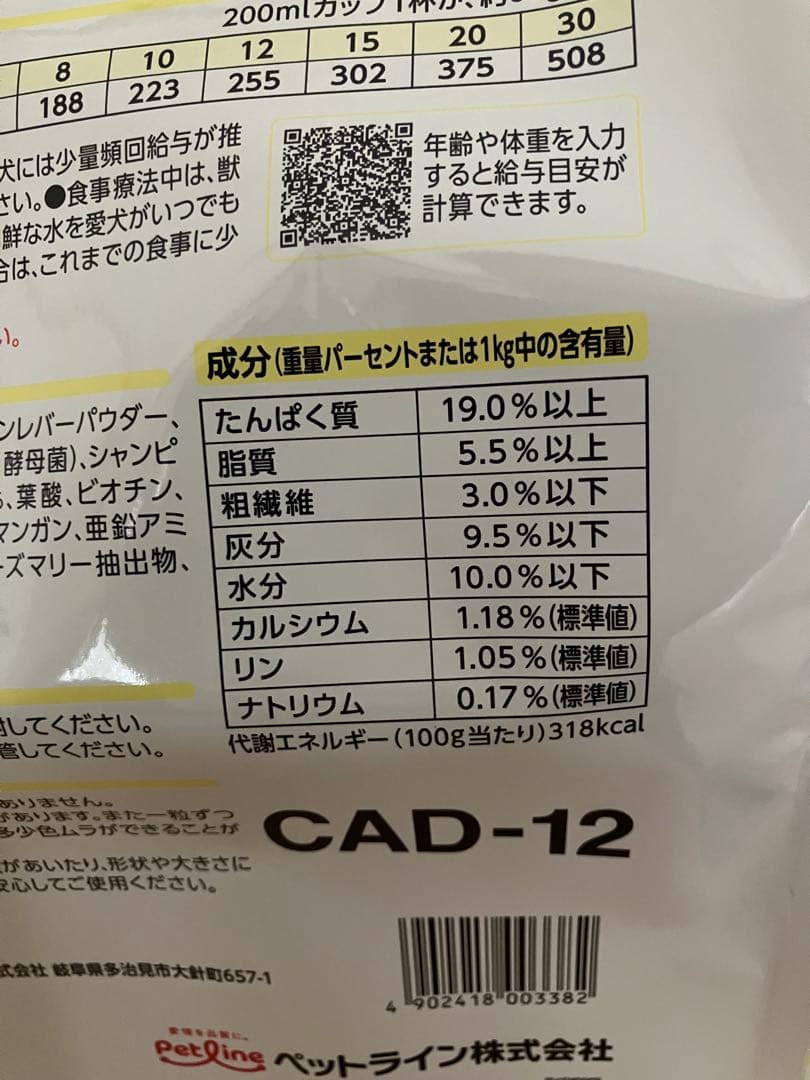 200mlカップ1杯が、約
8 10 12 15 20 30
188 223 255 302 375 508
犬には少量頻回給与が推
さい。●食事療法中は、獣
鮮な水を愛犬がいつでも
合は、これまでの食事に少
年齢や体重を入力
すると給与目安が
計算できます。
い。
成分(重量パーセントまたは1kg中の含有量)
たんぱく質 19.0%以上
脂質 5.5%以上
粗繊維 3.0%以下
灰分 9.5%以下
水分 10.0%以下
カルシウム 1.18%(標準値)
リン 1.05%(標準値)
ナトリウム 0.17%(標準値)
代謝エネルギー(100g当たり)318kcal
ンレバーパウダー、
酵母菌)、シャンピ
、葉酸、ビオチン、
マンガン、亜鉛アミ
ーズマリー抽出物、
してください。
管してください。
ありません。
があります。また一粒ずつ
多少色ムラができることが
があいたり、形状や大きさに
安心してご使用ください。
CAD-12
式会社 岐阜県多治見市大針町657-1
4 902418 003382
愛情を品質に。
Petline ペットライン株式会社